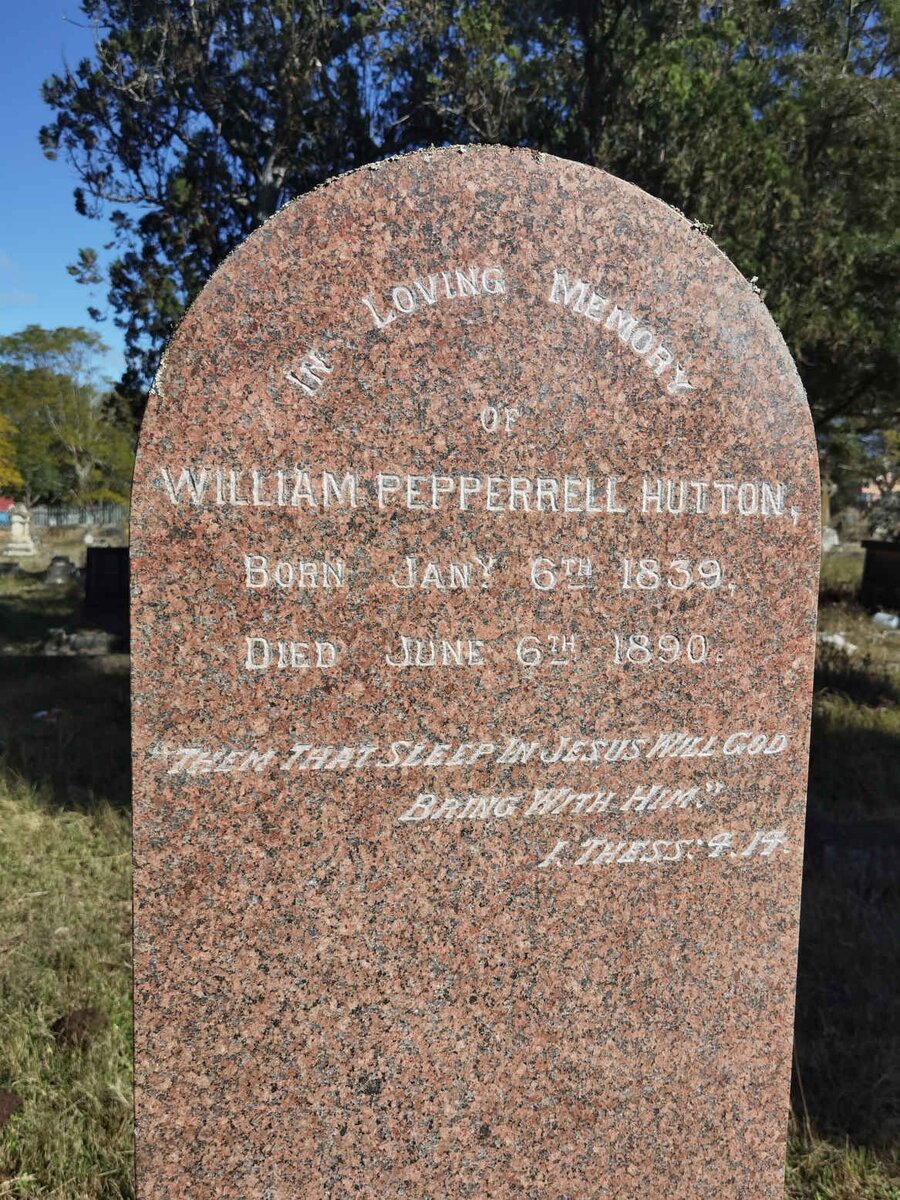 IN LOVING MEMORY
OF
WILLIAM PEPPERRELL HUTTON,
BORN JANY 6TH 1839,
DIED JUNE 6TH 1890.
"THEM THAT SLEEP IN JESUS WILL GOD
BRING WITH HIM."
I. THESS: 4. 14.